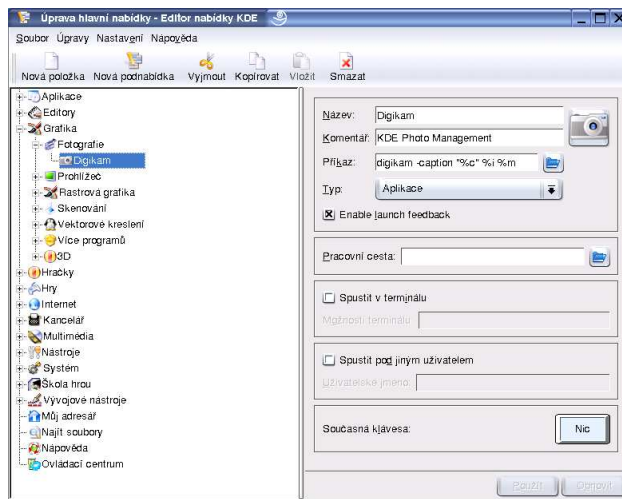 Úprava hlavní nabídky - Editor nabídky KDE
Soubor Úpravy Nastavení Nápověda
Nová položka Nová podnabídka Vyjmout Kopírovat Vložit Smazat
Aplikace
Editory
Grafika
Fotografie
Digikam
Prohlížeč
Rastrová grafika
Skenování
Vektorové kreslení
Více programů
3D
Hračky
Hry
Internet
Kancelář
Multimédia
Nástroje
Systém
Škola hrou
Vývojové nástroje
Můj adresář
Najít soubory
Nápověda
Ovládací centrum
Název: Digikam
Komentář: KDE Photo Management
Příkaz: digikam -caption "%c" %i %m
Typ: Aplikace
Enable launch feedback
Pracovní cesta:
Spustit v terminálu
Možnosti terminálu:
Spustit pod jiným uživatelem
Uživatelské jméno:
Současná klávesa: Nic
Použít Obnovit